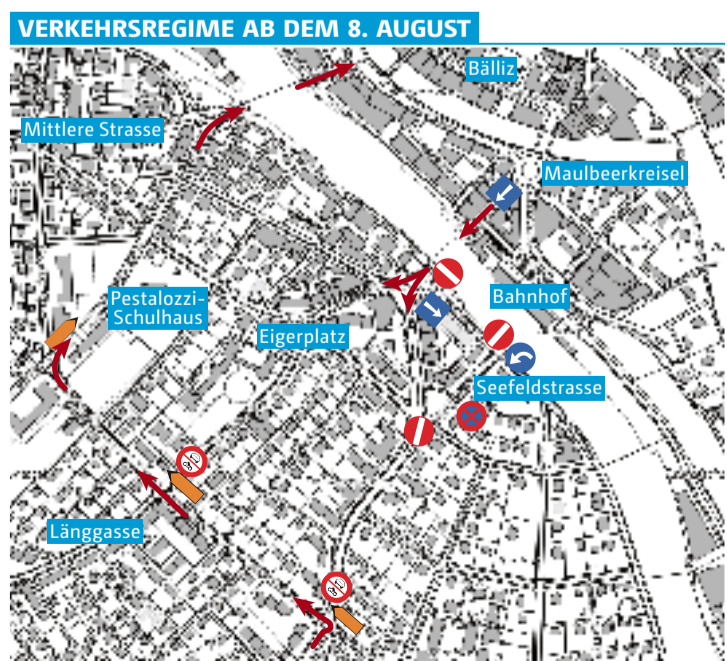 VERKEHRSREGIME AB DEM 8. AUGUST
Bälliz
Mittlere Strasse
Maulbeerkreisel
Pestalozzi-
Schulhaus
Bahnhof
Eigerplatz
Seefeldstrasse
Länggasse